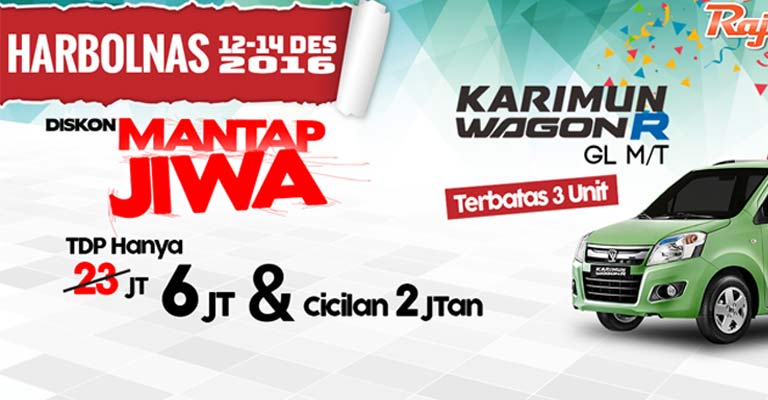 HARBOLNAS 12-14 DES 2016
DISKON MANTAP JIWA
TDP Hanya
23 JT 6 JT & cicilan 2 JTan
KARIMUN
WAGON R
GL M/T
Terbatas 3 Unit
KARIMUN
WAGON R